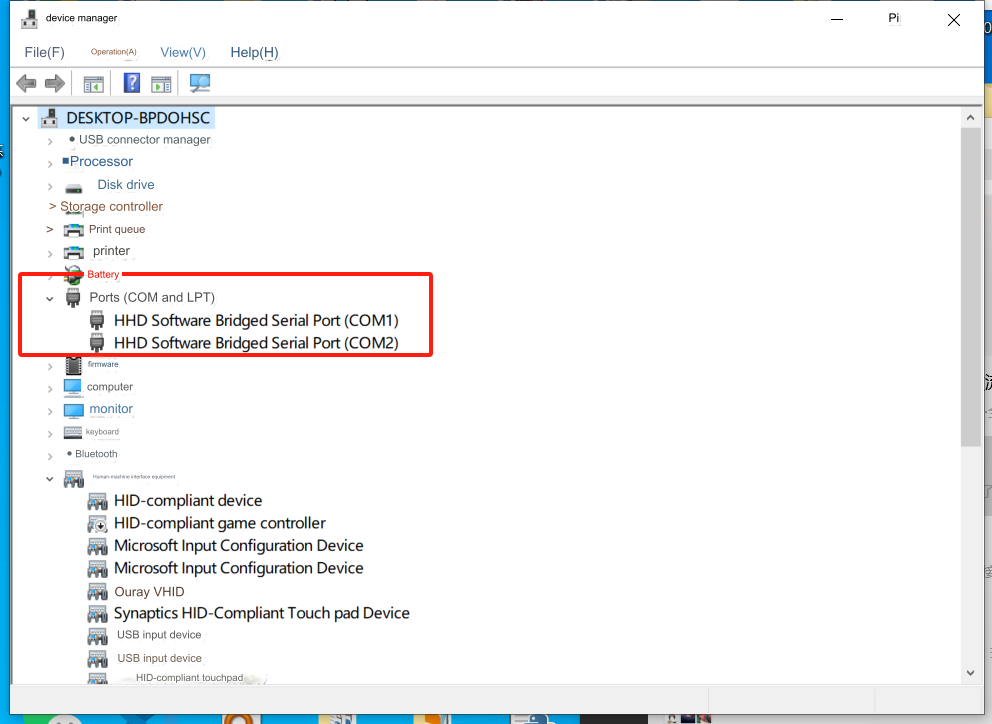 device manager
Pi
File(F) Operation(A) View(V) Help(H)
DESKTOP-BPDOHSC
USB connector manager
Processor
Disk drive
Storage controller
Print queue
printer
Battery
Ports (COM and LPT)
HHD Software Bridged Serial Port (COM1)
HHD Software Bridged Serial Port (COM2)
firmware
computer
monitor
keyboard
Bluetooth
Human-machine interface equipment
HID-compliant device
HID-compliant game controller
Microsoft Input Configuration Device
Microsoft Input Configuration Device
Ouray VHID
Synaptics HID-Compliant Touch pad Device
USB input device
USB input device
HID-compliant touchpad